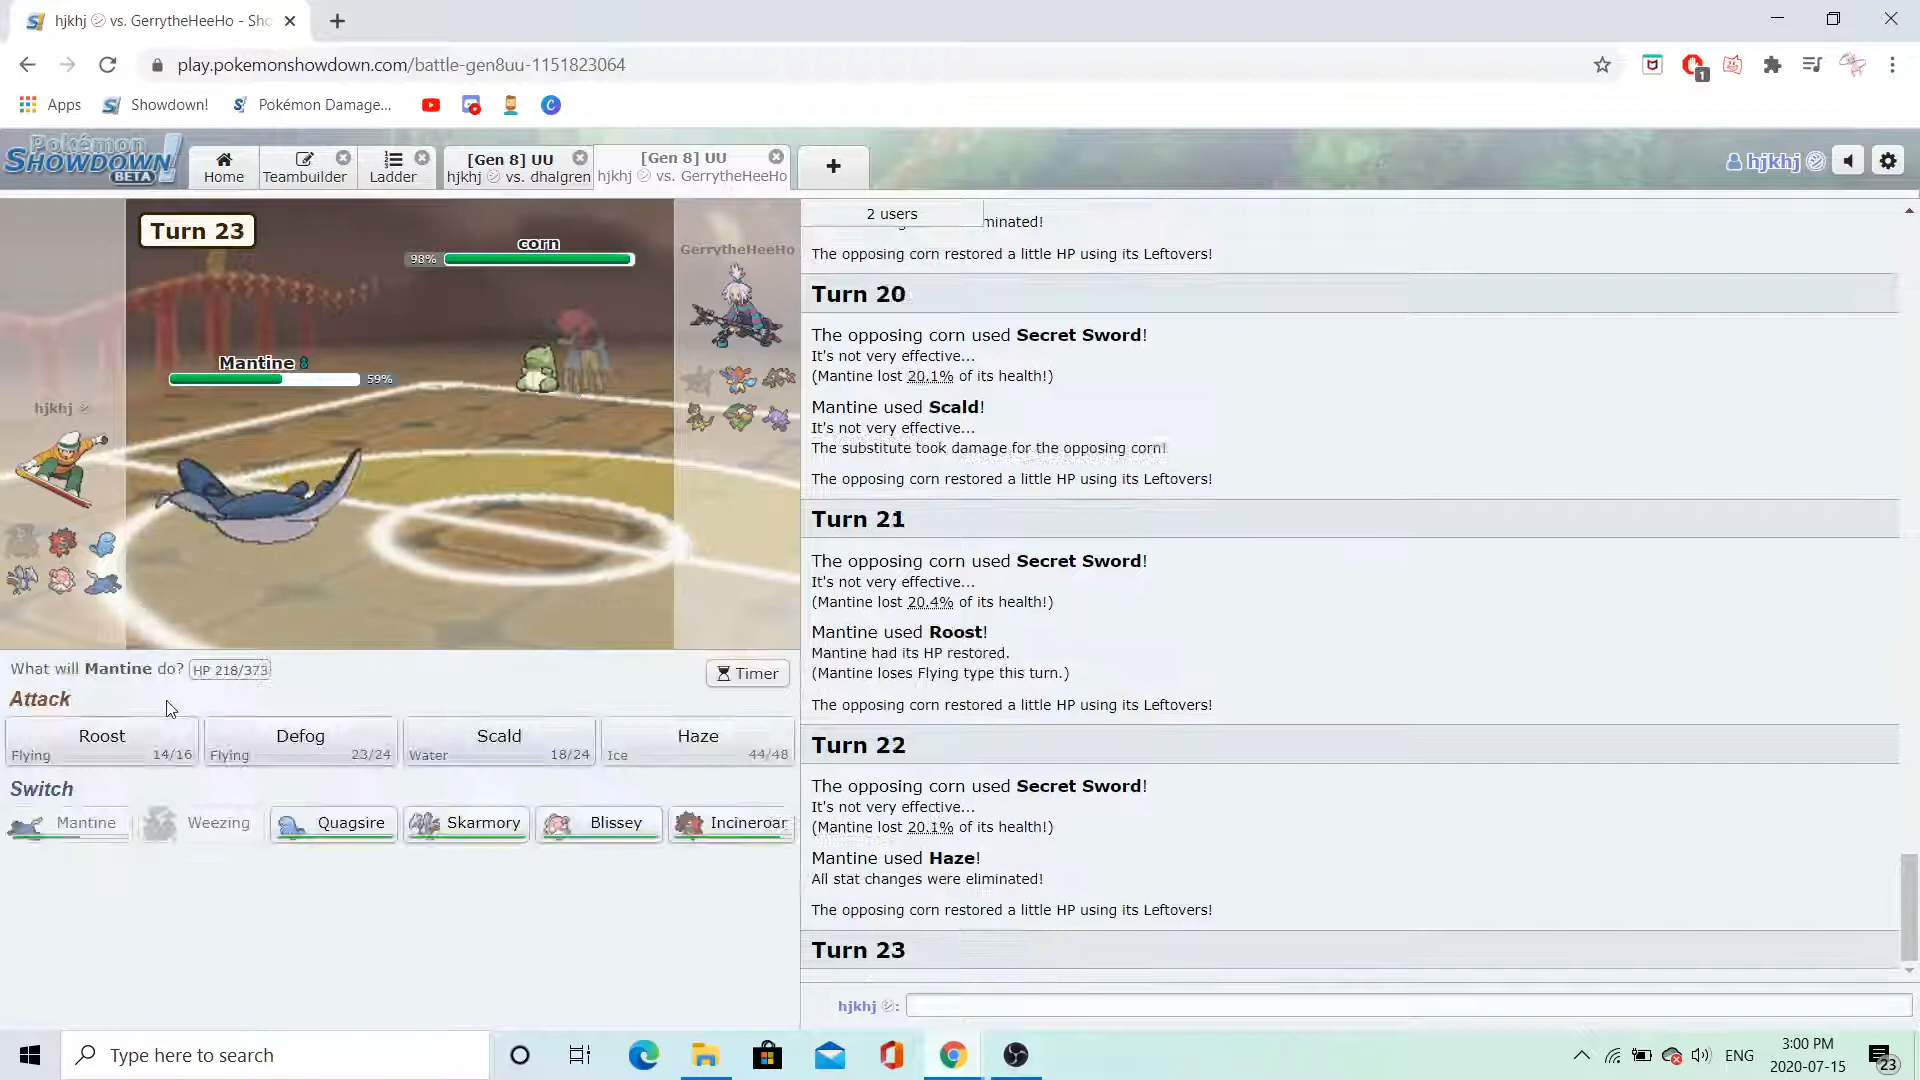 hjkhj vs. GerrytheHeeHo - Sho
play.pokemonshowdown.com/battle-gen8uu-1151823064
1
Apps
Showdown!
Pokémon Damage...
Pokémon
SHOWDOWN!
BETA
Home
Teambuilder
Ladder
[Gen 8] UU
hjkhj vs. dhalgren
[Gen 8] UU
hjkhj vs. GerrytheHeeHo
+
hjkhj
Turn 23
corn
98%
GerrytheHeeHo
Mantine
59%
hjkhj
2 users
minated!
The opposing corn restored a little HP using its Leftovers!
Turn 20
The opposing corn used Secret Sword!
It's not very effective...
(Mantine lost 20.1% of its health!)
Mantine used Scald!
It's not very effective...
The substitute took damage for the opposing corn!
The opposing corn restored a little HP using its Leftovers!
Turn 21
The opposing corn used Secret Sword!
It's not very effective...
(Mantine lost 20.4% of its health!)
Mantine used Roost!
Mantine had its HP restored.
(Mantine loses Flying type this turn.)
The opposing corn restored a little HP using its Leftovers!
Turn 22
The opposing corn used Secret Sword!
It's not very effective...
(Mantine lost 20.1% of its health!)
Mantine used Haze!
All stat changes were eliminated!
The opposing corn restored a little HP using its Leftovers!
Turn 23
hjkhj :
What will Mantine do? HP 218/373
Timer
Attack
Roost
Flying 14/16
Defog
Flying 23/24
Scald
Water 18/24
Haze
Ice 44/48
Switch
Mantine
Weezing
Quagsire
Skarmory
Blissey
Incineroar
Type here to search
ENG
3:00 PM
2020-07-15
23